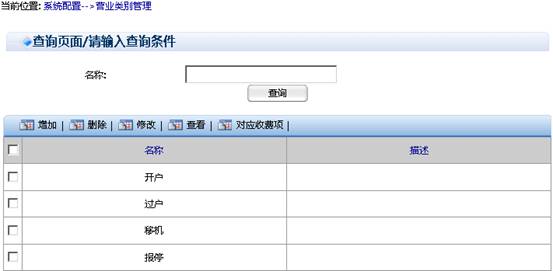 当前位置: 系统配置-->营业类别管理
查询页面/请输入查询条件
名称:
查询
增加 | 删除 | 修改 | 查看 | 对应收费项 |
名称 描述
开户
过户
移机
报停